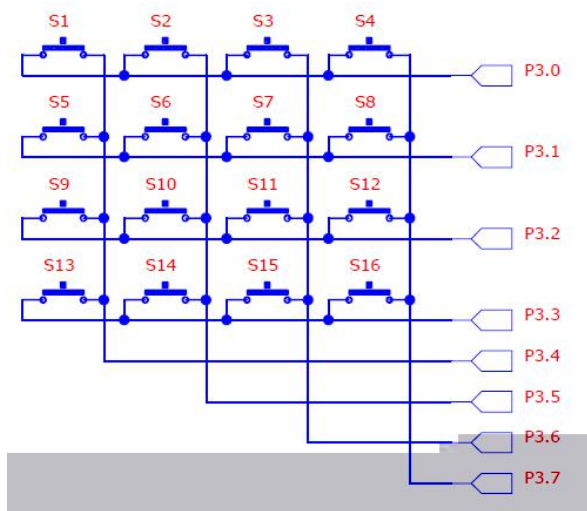 S1 S2 S3 S4
P3.0
S5 S6 S7 S8
P3.1
S9 S10 S11 S12
P3.2
S13 S14 S15 S16
P3.3
P3.4
P3.5
P3.6
P3.7